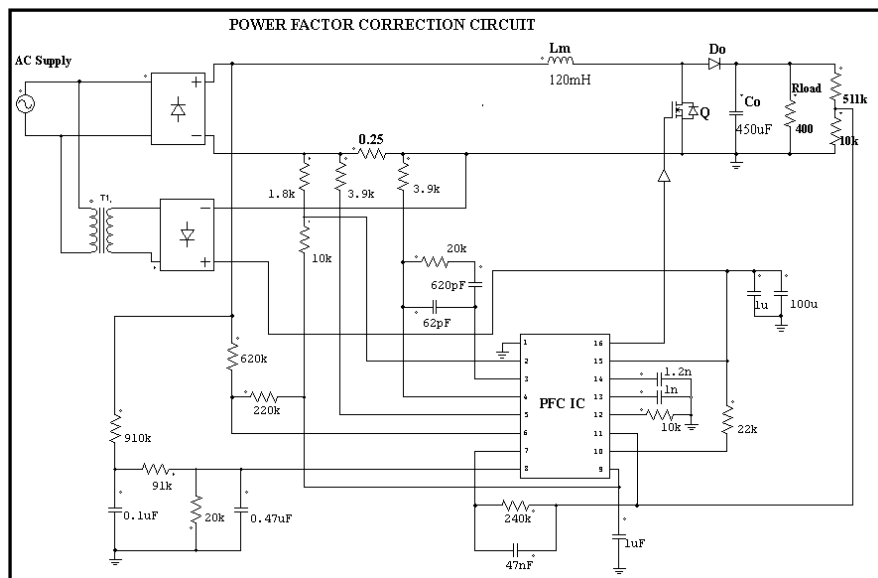 POWER FACTOR CORRECTION CIRCUIT
AC Supply
Lm
120mH
Do
Q
Co
450uF
Rload
400
511k
10k
0.25
1.8k
3.9k
3.9k
T1
10k
20k
620pF
62pF
1u
100u
620k
220k
910k
91k
0.1uF
20k
0.47uF
PFC IC
1
2
3
4
5
6
7
8
16
15
14
13
12
11
10
9
1.2n
1n
10k
22k
240k
47nF
1uF